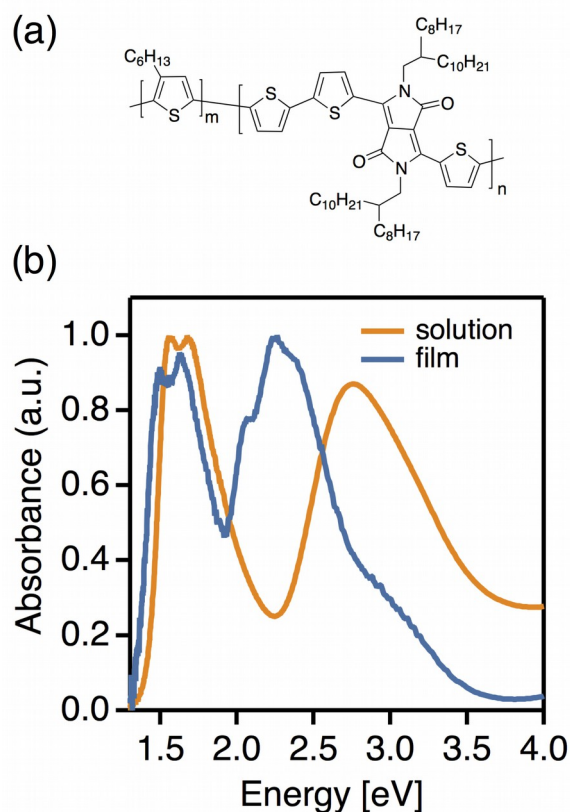 (a)
C8H17
C6H13
C10H21
S
m
S
S
N
O
O
N
S
n
C10H21
C8H17
(b)
solution
film
1.0
0.8
0.6
0.4
0.2
0.0
Absorbance (a.u.)
1.5 2.0 2.5 3.0 3.5 4.0
Energy [eV]